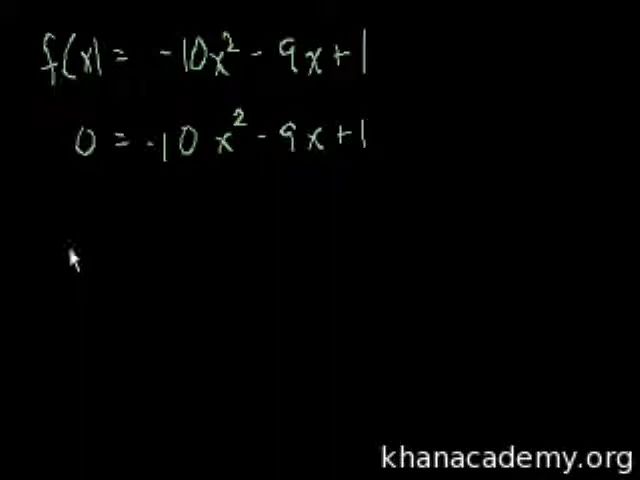 f(x) = -10x² - 9x + 1
0 = -10x² - 9x + 1
khanacademy.org